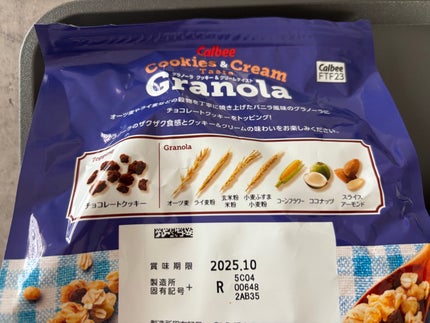 Calbee
Cookies & Cream
Taste
グラノーラ クッキー&クリームテイスト
Granola
Calbee
FTF23
オーツ麦やライ麦などの穀物を丁寧に焼き上げたバニラ風味のグラノーラに
チョコレートクッキーをトッピング!
ザクザク食感とクッキー&クリームの味わいをお楽しみください。
Topping
チョコレートクッキー
Granola
オーツ麦
ライ麦粉
玄米粉
米粉
小麦ふすま
小麦粉
コーンフラワー
ココナッツ
スライス
アーモンド
賞味期限 2025.10
製造所
固有記号 +
R
5C04
00648
2AB35